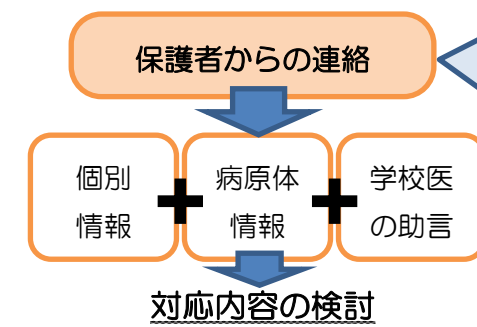 保護者からの連絡
個別
情報
病原体
情報
学校医
の助言
対応内容の検討